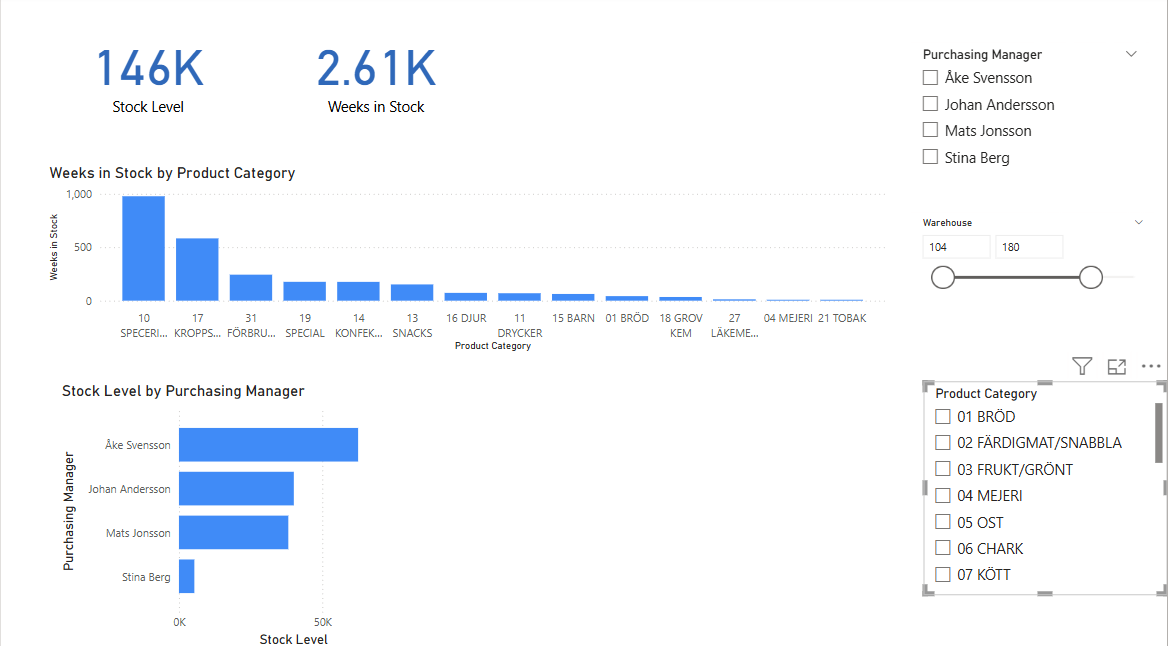 146K
Stock Level
2.61K
Weeks in Stock
Purchasing Manager
Åke Svensson
Johan Andersson
Mats Jonsson
Stina Berg
Weeks in Stock by Product Category
Weeks in Stock
1,000
500
0
10 SPECERI...
17 KROPPS...
31 FÖRBRU...
19 SPECIAL
14 KONFEK...
13 SNACKS
16 DJUR
11 DRYCKER
15 BARN
01 BRÖD
18 GROV KEM
27 LÄKEME...
04 MEJERI
21 TOBAK
Product Category
Warehouse
104
180
Stock Level by Purchasing Manager
Purchasing Manager
Åke Svensson
Johan Andersson
Mats Jonsson
Stina Berg
0K
50K
Stock Level
Product Category
01 BRÖD
02 FÄRDIGMAT/SNABBLA
03 FRUKT/GRÖNT
04 MEJERI
05 OST
06 CHARK
07 KÖTT